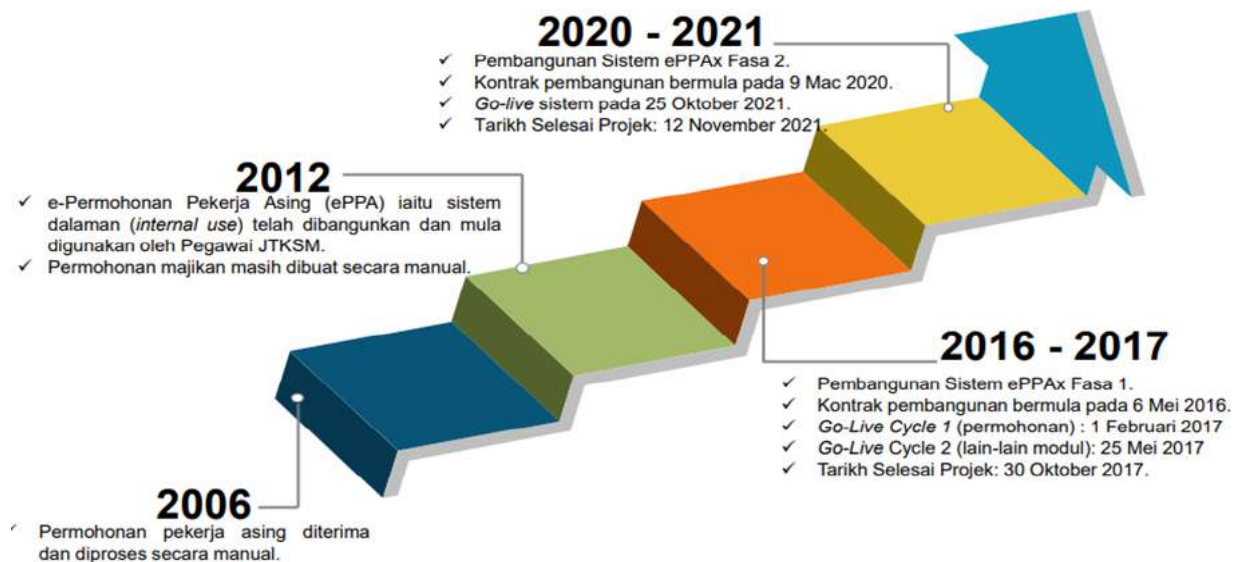 2020 - 2021
✓ Pembangunan Sistem ePPAx Fasa 2.
✓ Kontrak pembangunan bermula pada 9 Mac 2020.
✓ Go-live sistem pada 25 Oktober 2021.
✓ Tarikh Selesai Projek: 12 November 2021.
2012
✓ e-Permohonan Pekerja Asing (ePPA) iaitu sistem
dalaman (internal use) telah dibangunkan dan mula
digunakan oleh Pegawai JTKSM.
✓ Permohonan majikan masih dibuat secara manual.
2016 - 2017
✓ Pembangunan Sistem ePPAx Fasa 1.
✓ Kontrak pembangunan bermula pada 6 Mei 2016.
✓ Go-Live Cycle 1 (permohonan) : 1 Februari 2017
✓ Go-Live Cycle 2 (lain-lain modul): 25 Mei 2017
✓ Tarikh Selesai Projek: 30 Oktober 2017.
2006
✓ Permohonan pekerja asing diterima
dan diproses secara manual.